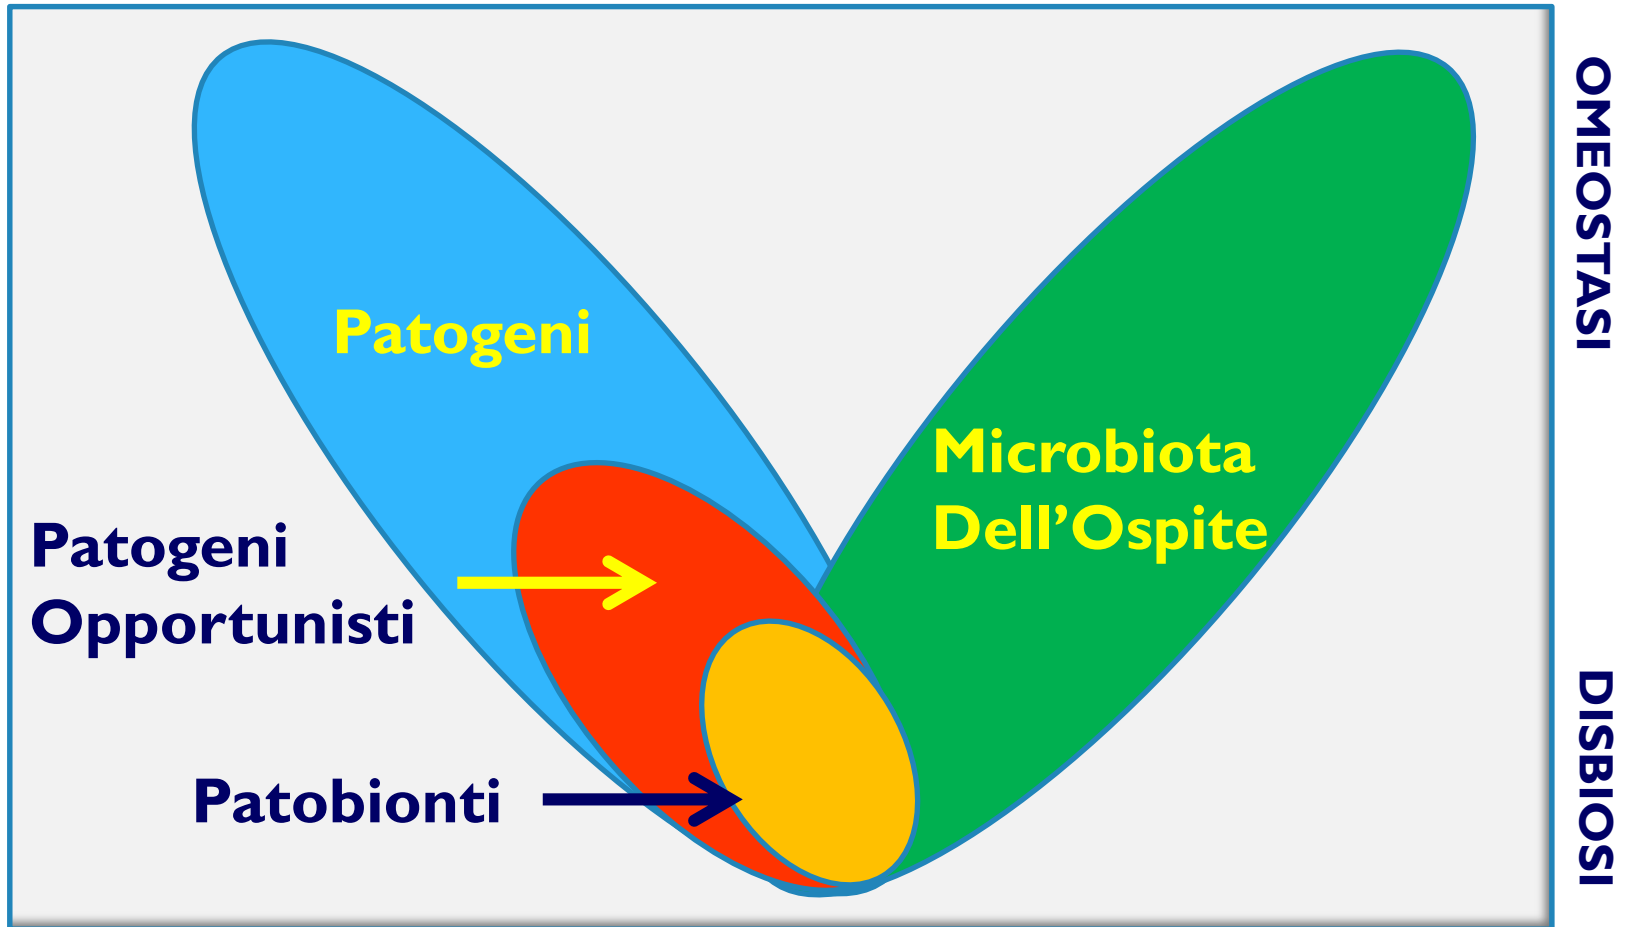 Patogeni
Microbiota
Dell’Ospite
Patogeni
Opportunisti
Patobionti
OMEOSTASI
DISBIOSI